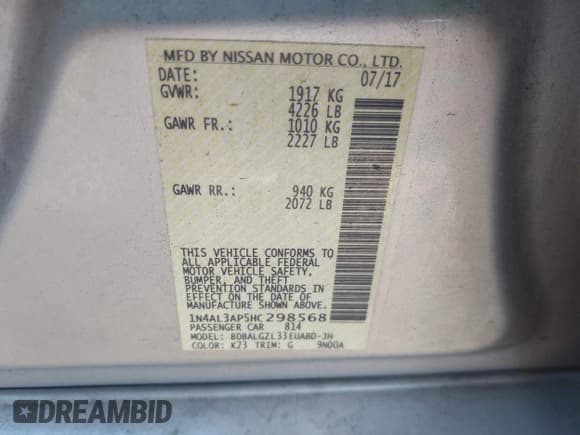 MFD BY NISSAN MOTOR CO., LTD.
DATE: 07/17
GVWR: 1917 KG
4226 LB
GAWR FR.: 1010 KG
2227 LB
GAWR RR.: 940 KG
2072 LB
THIS VEHICLE CONFORMS TO
ALL APPLICABLE FEDERAL
MOTOR VEHICLE SAFETY,
BUMPER, AND THEFT
PREVENTION STANDARDS IN
EFFECT ON THE DATE OF
MANUFACTURE SHOWN ABOVE.
1N4AL3AP5HC298568
PASSENGER CAR 814
MODEL: BDBALGZL33EUABD-JH
COLOR: K23 TRIM: G 9N00A
DREAMBID